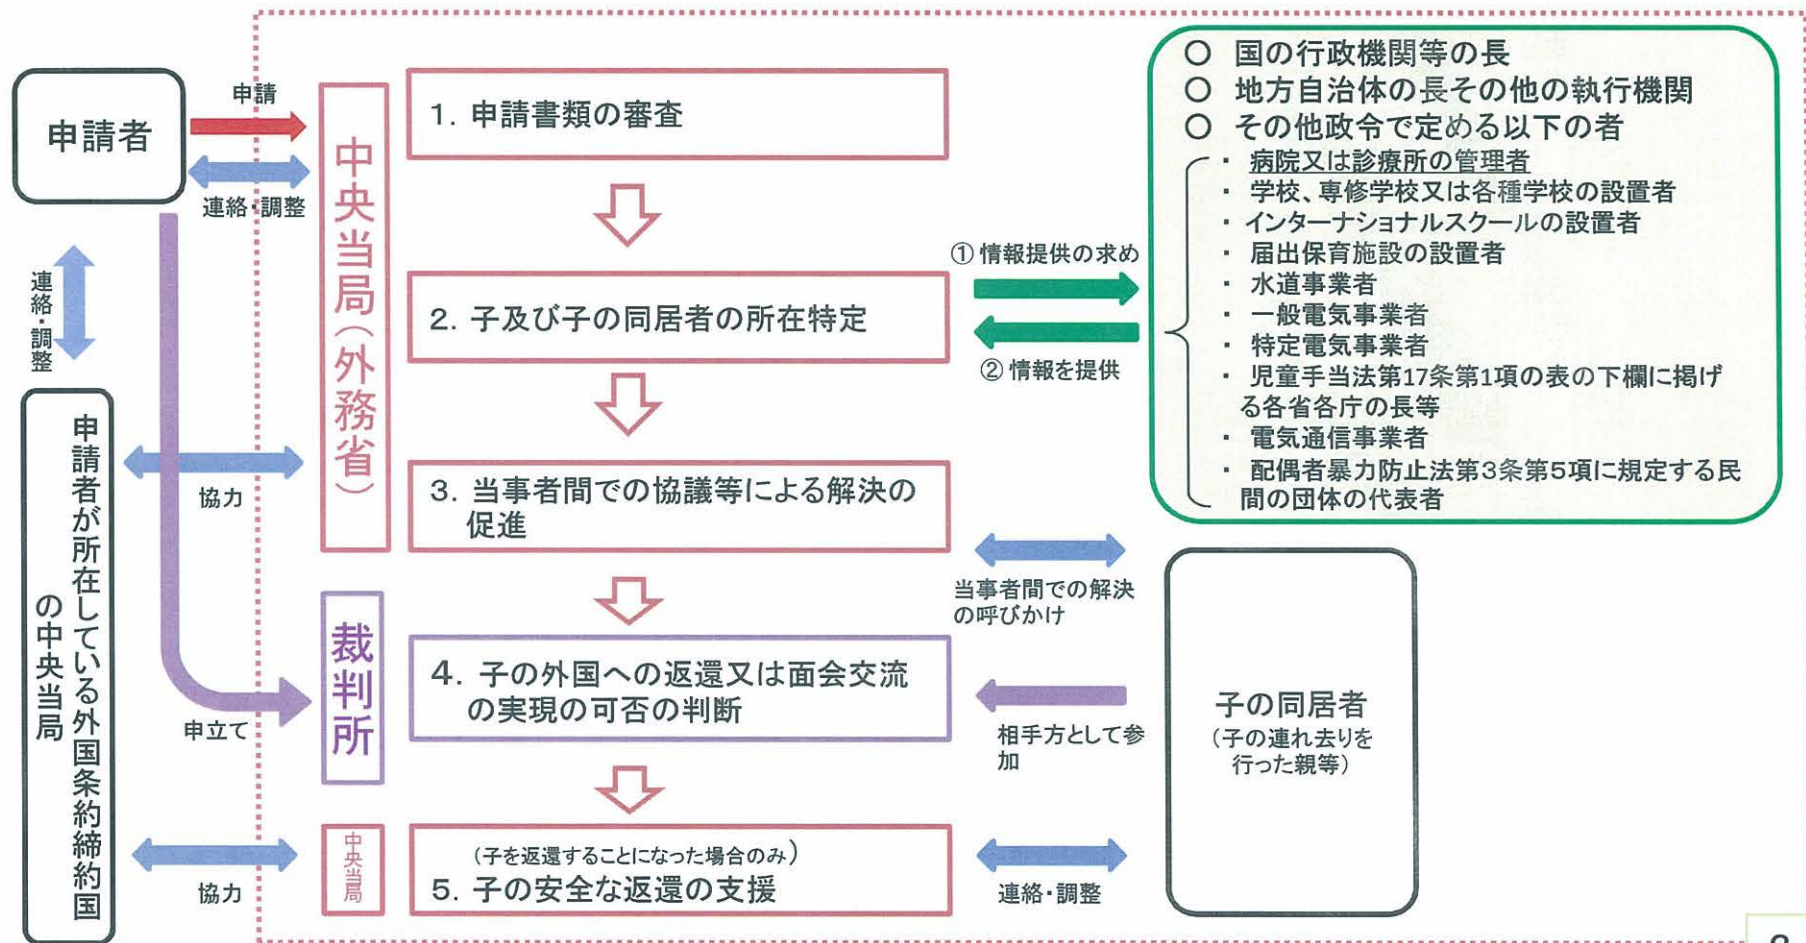 申請者
申請
連絡・調整
連絡・調整
申請者が所在している外国条約締約国
の中央当局
協力
申立て
協力
中央当局（外務省）
裁判所
中央当局
1. 申請書類の審査
2. 子及び子の同居者の所在特定
3. 当事者間での協議等による解決の
促進
4. 子の外国への返還又は面会交流
の実現の可否の判断
（子を返還することになった場合のみ）
5. 子の安全な返還の支援
① 情報提供の求め
② 情報を提供
○ 国の行政機関等の長
○ 地方自治体の長その他の執行機関
○ その他政令で定める以下の者
・ 病院又は診療所の管理者
・ 学校、専修学校又は各種学校の設置者
・ インターナショナルスクールの設置者
・ 届出保育施設の設置者
・ 水道事業者
・ 一般電気事業者
・ 特定電気事業者
・ 児童手当法第17条第1項の表の下欄に掲げ
る各省各庁の長等
・ 電気通信事業者
・ 配偶者暴力防止法第3条第5項に規定する民
間の団体の代表者
当事者間での解決
の呼びかけ
相手方として参
加
連絡・調整
子の同居者
（子の連れ去りを
行った親等）